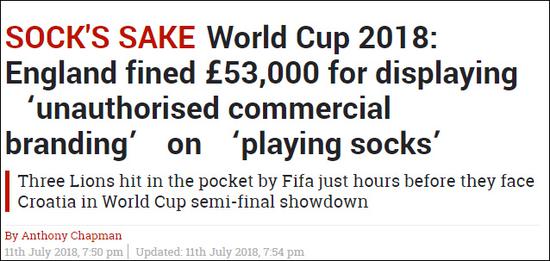 SOCK'S SAKE World Cup 2018:
England fined £53,000 for displaying
‘unauthorised commercial
branding’ on ‘playing socks’
Three Lions hit in the pocket by Fifa just hours before they face
Croatia in World Cup semi-final showdown
By Anthony Chapman
11th July 2018, 7:50 pm | Updated: 11th July 2018, 7:54 pm